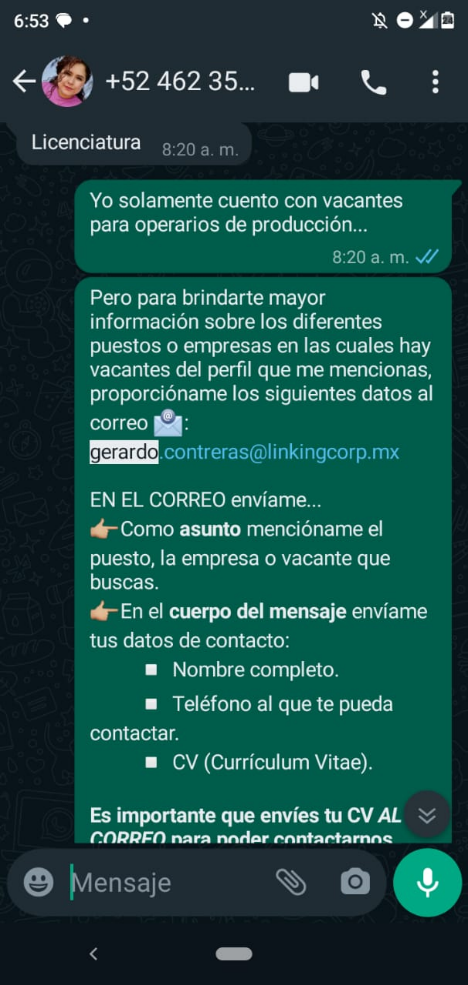 6:53
+52 462 35...
Licenciatura 8:20 a. m.
Yo solamente cuento con vacantes
para operarios de producción...
8:20 a. m.
Pero para brindarte mayor
información sobre los diferentes
puestos o empresas en las cuales hay
vacantes del perfil que me mencionas,
proporcióname los siguientes datos al
correo 📧:
gerardo.contreras@linkingcorp.mx
EN EL CORREO envíame...
👉Como asunto mencióname el
puesto, la empresa o vacante que
buscas.
👉En el cuerpo del mensaje envíame
tus datos de contacto:
▪ Nombre completo.
▪ Teléfono al que te pueda
contactar.
▪ CV (Currículum Vitae).
Es importante que envíes tu CV AL
CORREO para poder contactarnos
Mensaje